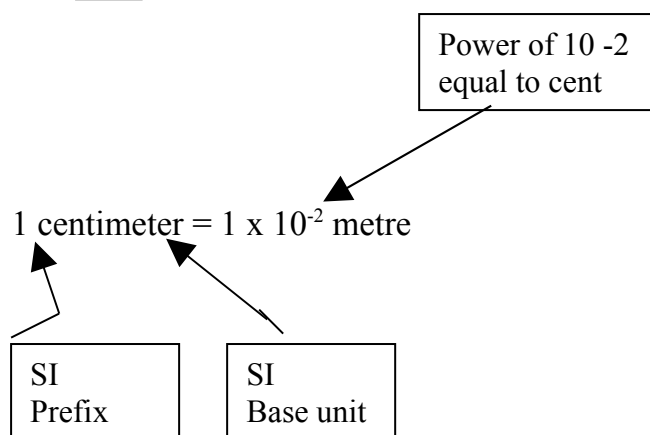 Power of 10 -2
equal to cent
1 centimeter = 1 x 10⁻² metre
SI
Prefix
SI
Base unit